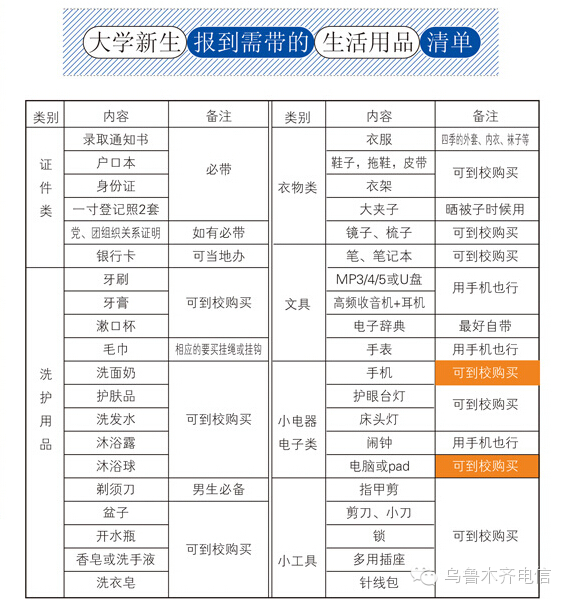 大学新生 报到需带的 生活用品 清单
类别 内容 备注 类别 内容 备注
证件类
录取通知书
户口本
身份证
一寸登记照2套
必带
党、团组织关系证明 如有必带
银行卡 可当地办
洗护用品
牙刷
牙膏
漱口杯
可到校购买
毛巾 相应的要买挂绳或挂钩
洗面奶
护肤品
洗发水
沐浴露
沐浴球
可到校购买
剃须刀 男生必备
盆子
开水瓶
香皂或洗手液
洗衣皂
可到校购买
衣物类
衣服 四季的外套、内衣、袜子等
鞋子，拖鞋，皮带
衣架
可到校购买
大夹子 晒被子时候用
镜子、梳子 可到校购买
文具
笔、笔记本 可到校购买
MP3/4/5或U盘
高频收音机+耳机
用手机也行
电子辞典 最好自带
手表 用手机也行
小电器
电子类
手机 可到校购买
护眼台灯
床头灯
可到校购买
闹钟 用手机也行
电脑或pad 可到校购买
小工具
指甲剪
剪刀、小刀
锁
多用插座
针线包
可到校购买
乌鲁木齐电信